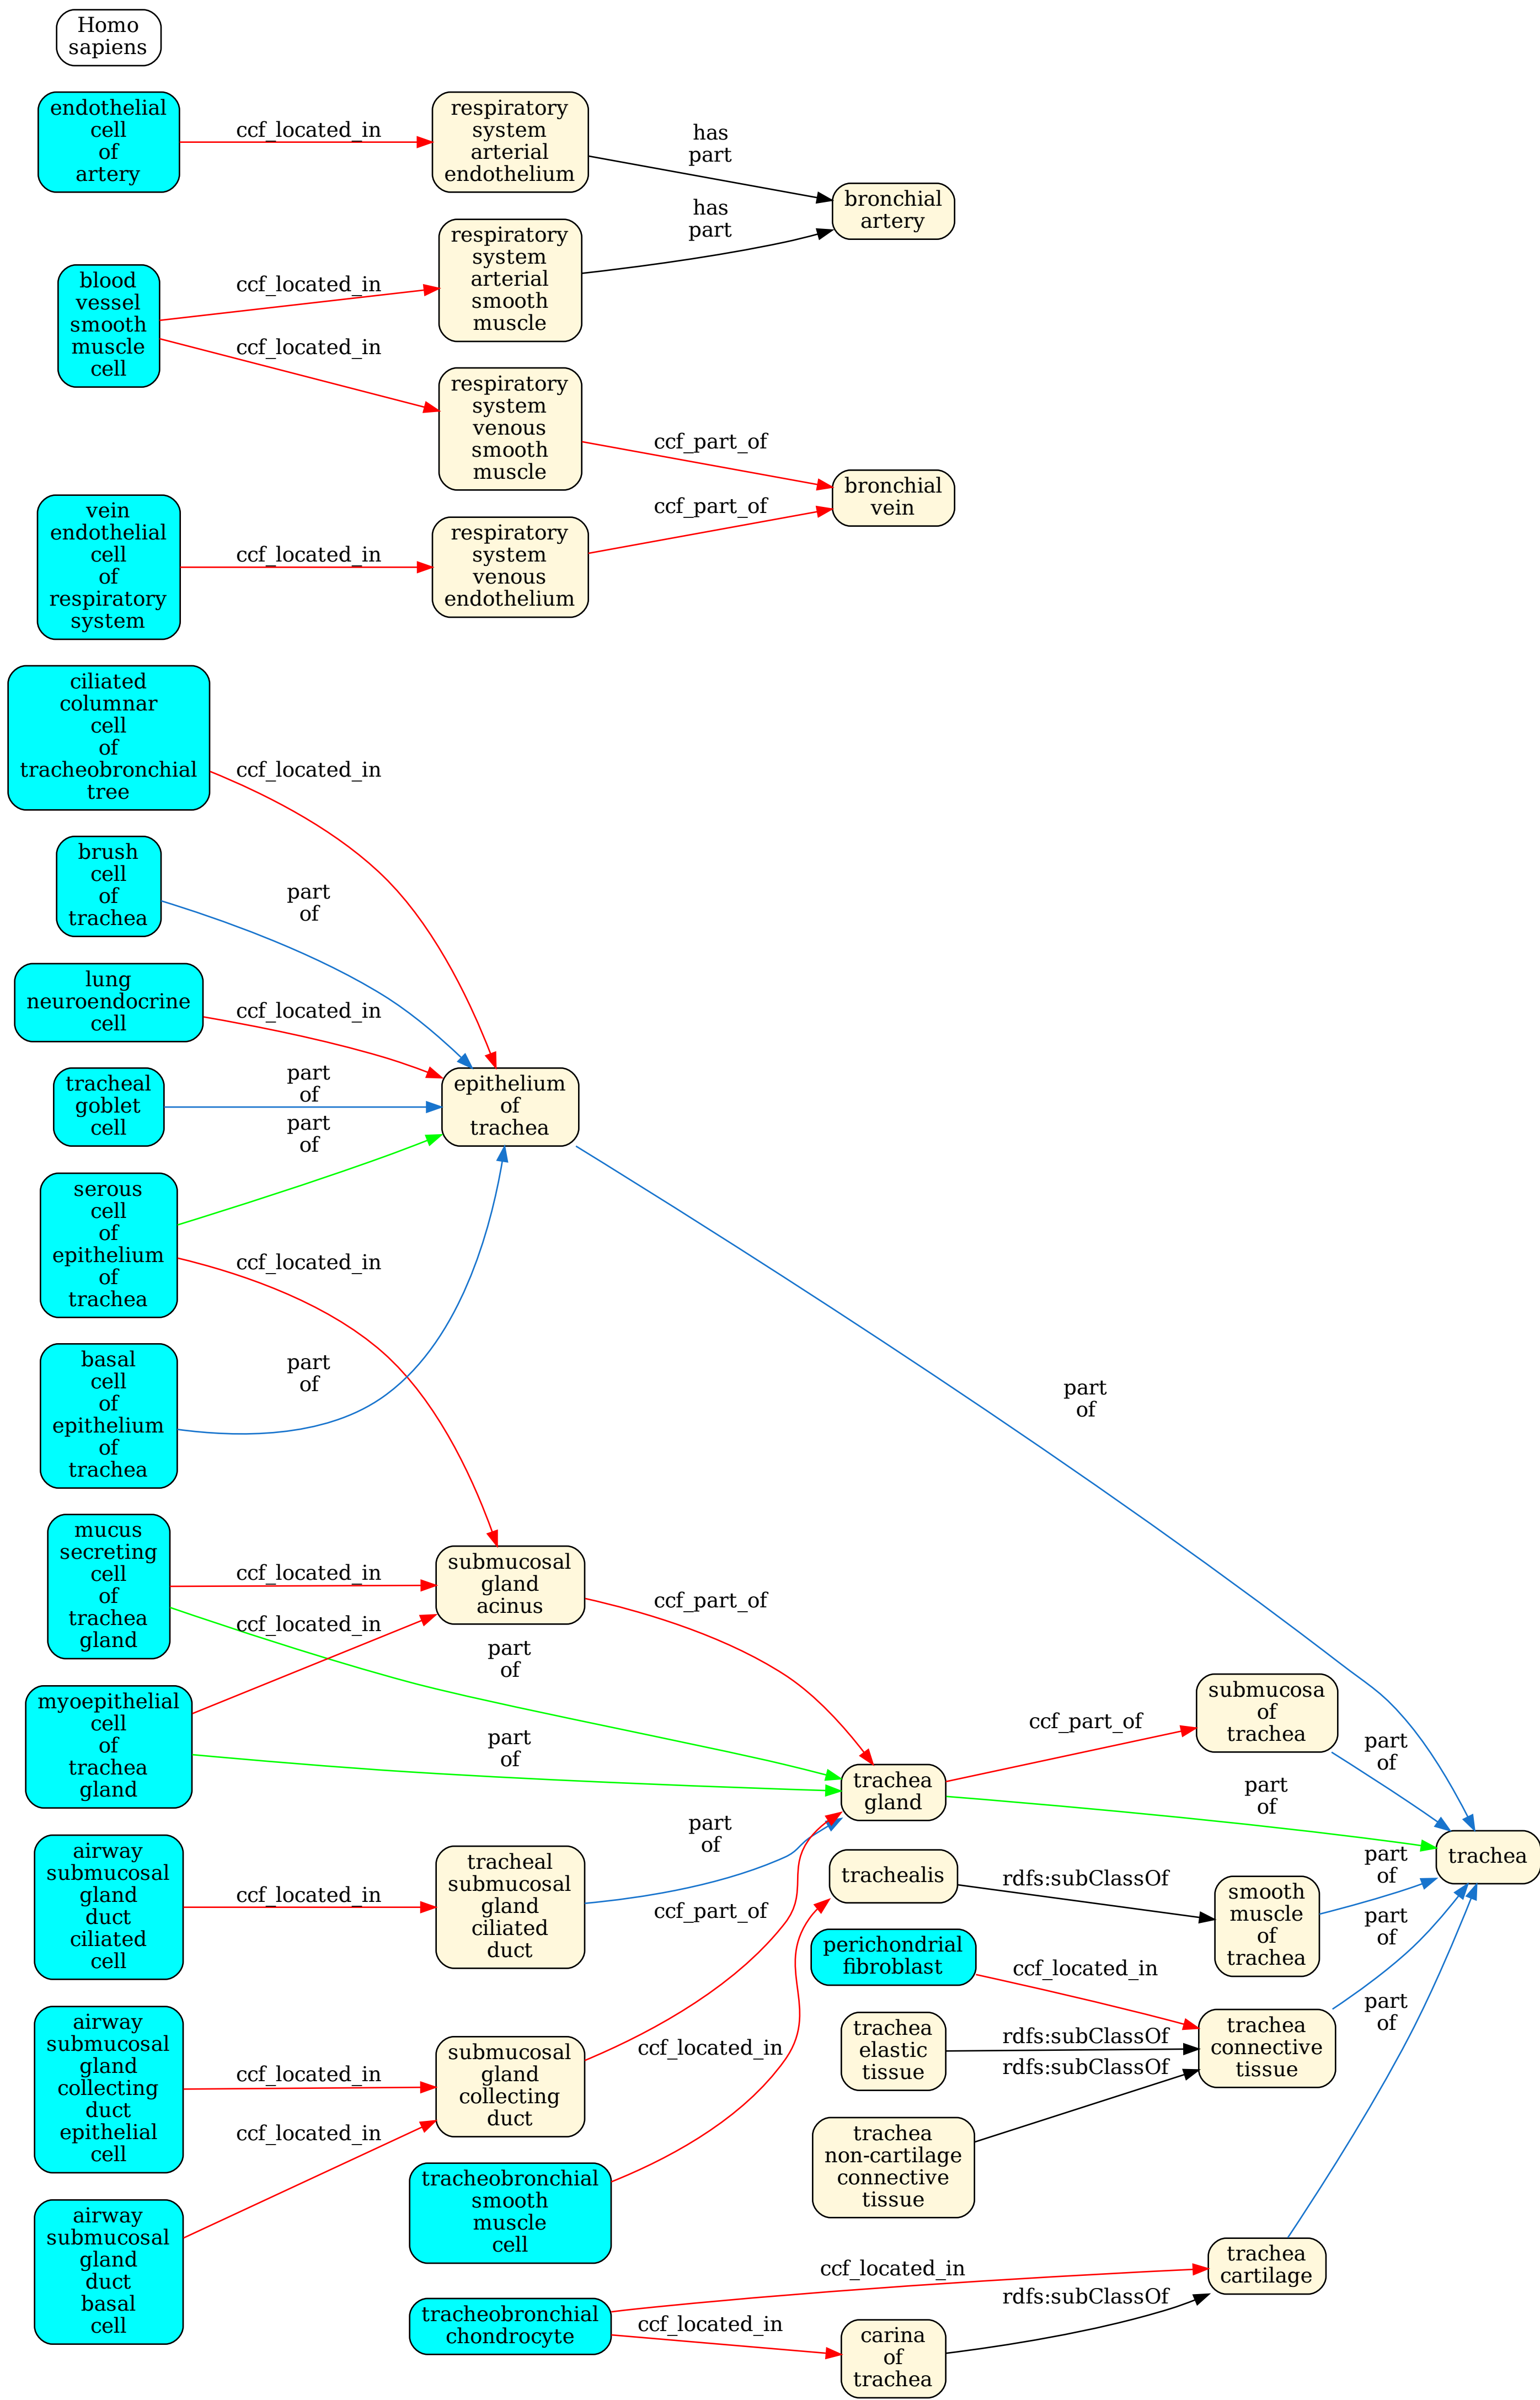 Homo
sapiens
endothelial
cell
of
artery
ccf_located_in
respiratory
system
arterial
endothelium
has
part
bronchial
artery
blood
vessel
smooth
muscle
cell
ccf_located_in
ccf_located_in
respiratory
system
arterial
smooth
muscle
has
part
respiratory
system
venous
smooth
muscle
ccf_part_of
bronchial
vein
vein
endothelial
cell
of
respiratory
system
ccf_located_in
respiratory
system
venous
endothelium
ccf_part_of
ciliated
columnar
cell
of
tracheobronchial
tree
ccf_located_in
brush
cell
of
trachea
part
of
lung
neuroendocrine
cell
ccf_located_in
tracheal
goblet
cell
part
of
epithelium
of
trachea
part
of
serous
cell
of
epithelium
of
trachea
part
of
ccf_located_in
basal
cell
of
epithelium
of
trachea
part
of
mucus
secreting
cell
of
trachea
gland
ccf_located_in
part
of
submucosal
gland
acinus
ccf_part_of
myoepithelial
cell
of
trachea
gland
ccf_located_in
part
of
trachea
gland
ccf_part_of
part
of
submucosa
of
trachea
part
of
trachea
airway
submucosal
gland
duct
ciliated
cell
ccf_located_in
tracheal
submucosal
gland
ciliated
duct
part
of
trachealis
rdfs:subClassOf
smooth
muscle
of
trachea
part
of
perichondrial
fibroblast
ccf_located_in
airway
submucosal
gland
collecting
duct
epithelial
cell
ccf_located_in
submucosal
gland
collecting
duct
ccf_part_of
trachea
elastic
tissue
rdfs:subClassOf
trachea
connective
tissue
part
of
airway
submucosal
gland
duct
basal
cell
ccf_located_in
trachea
non-cartilage
connective
tissue
rdfs:subClassOf
tracheobronchial
smooth
muscle
cell
ccf_located_in
tracheobronchial
chondrocyte
ccf_located_in
ccf_located_in
trachea
cartilage
part
of
carina
of
trachea
rdfs:subClassOf